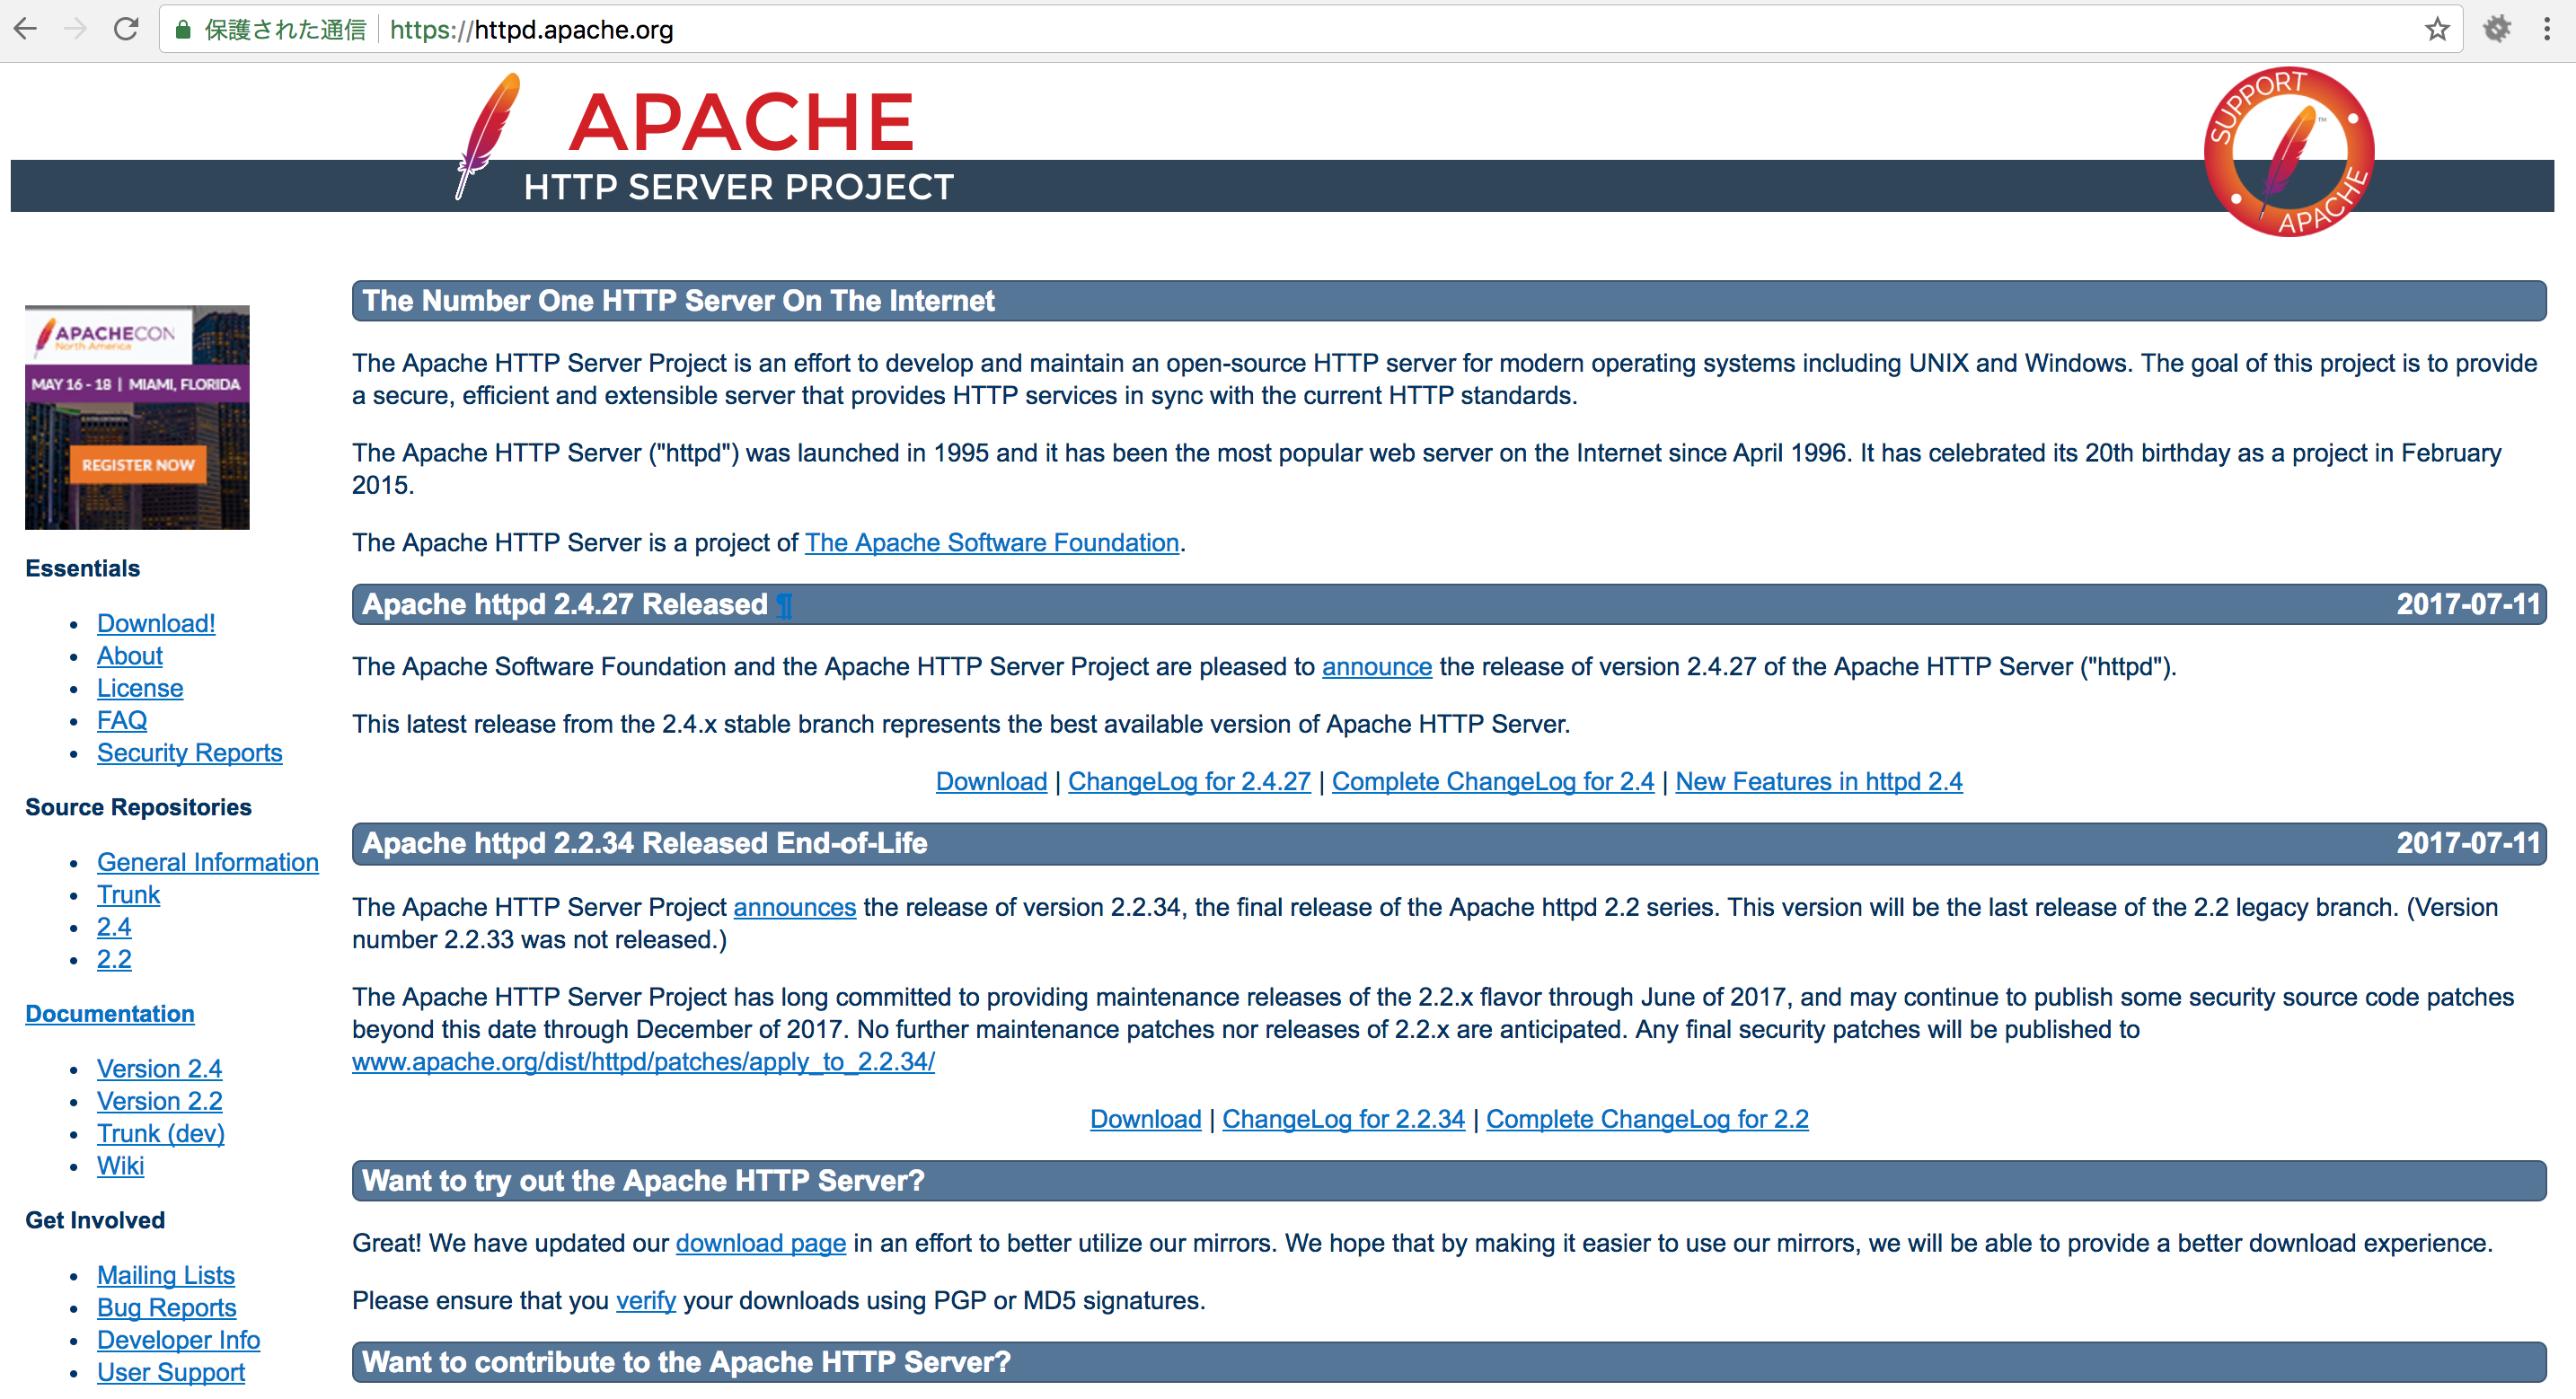 保護された通信 https://httpd.apache.org
APACHE
HTTP SERVER PROJECT
SUPPORT APACHE
TM
APACHECON
North America
MAY 16 - 18 | MIAMI, FLORIDA
REGISTER NOW
Essentials
• Download!
• About
• License
• FAQ
• Security Reports
Source Repositories
• General Information
• Trunk
• 2.4
• 2.2
Documentation
• Version 2.4
• Version 2.2
• Trunk (dev)
• Wiki
Get Involved
• Mailing Lists
• Bug Reports
• Developer Info
• User Support
The Number One HTTP Server On The Internet
The Apache HTTP Server Project is an effort to develop and maintain an open-source HTTP server for modern operating systems including UNIX and Windows. The goal of this project is to provide
a secure, efficient and extensible server that provides HTTP services in sync with the current HTTP standards.
The Apache HTTP Server ("httpd") was launched in 1995 and it has been the most popular web server on the Internet since April 1996. It has celebrated its 20th birthday as a project in February
2015.
The Apache HTTP Server is a project of The Apache Software Foundation.
Apache httpd 2.4.27 Released ¶ 2017-07-11
The Apache Software Foundation and the Apache HTTP Server Project are pleased to announce the release of version 2.4.27 of the Apache HTTP Server ("httpd").
This latest release from the 2.4.x stable branch represents the best available version of Apache HTTP Server.
Download | ChangeLog for 2.4.27 | Complete ChangeLog for 2.4 | New Features in httpd 2.4
Apache httpd 2.2.34 Released End-of-Life 2017-07-11
The Apache HTTP Server Project announces the release of version 2.2.34, the final release of the Apache httpd 2.2 series. This version will be the last release of the 2.2 legacy branch. (Version
number 2.2.33 was not released.)
The Apache HTTP Server Project has long committed to providing maintenance releases of the 2.2.x flavor through June of 2017, and may continue to publish some security source code patches
beyond this date through December of 2017. No further maintenance patches nor releases of 2.2.x are anticipated. Any final security patches will be published to
www.apache.org/dist/httpd/patches/apply_to_2.2.34/
Download | ChangeLog for 2.2.34 | Complete ChangeLog for 2.2
Want to try out the Apache HTTP Server?
Great! We have updated our download page in an effort to better utilize our mirrors. We hope that by making it easier to use our mirrors, we will be able to provide a better download experience.
Please ensure that you verify your downloads using PGP or MD5 signatures.
Want to contribute to the Apache HTTP Server?